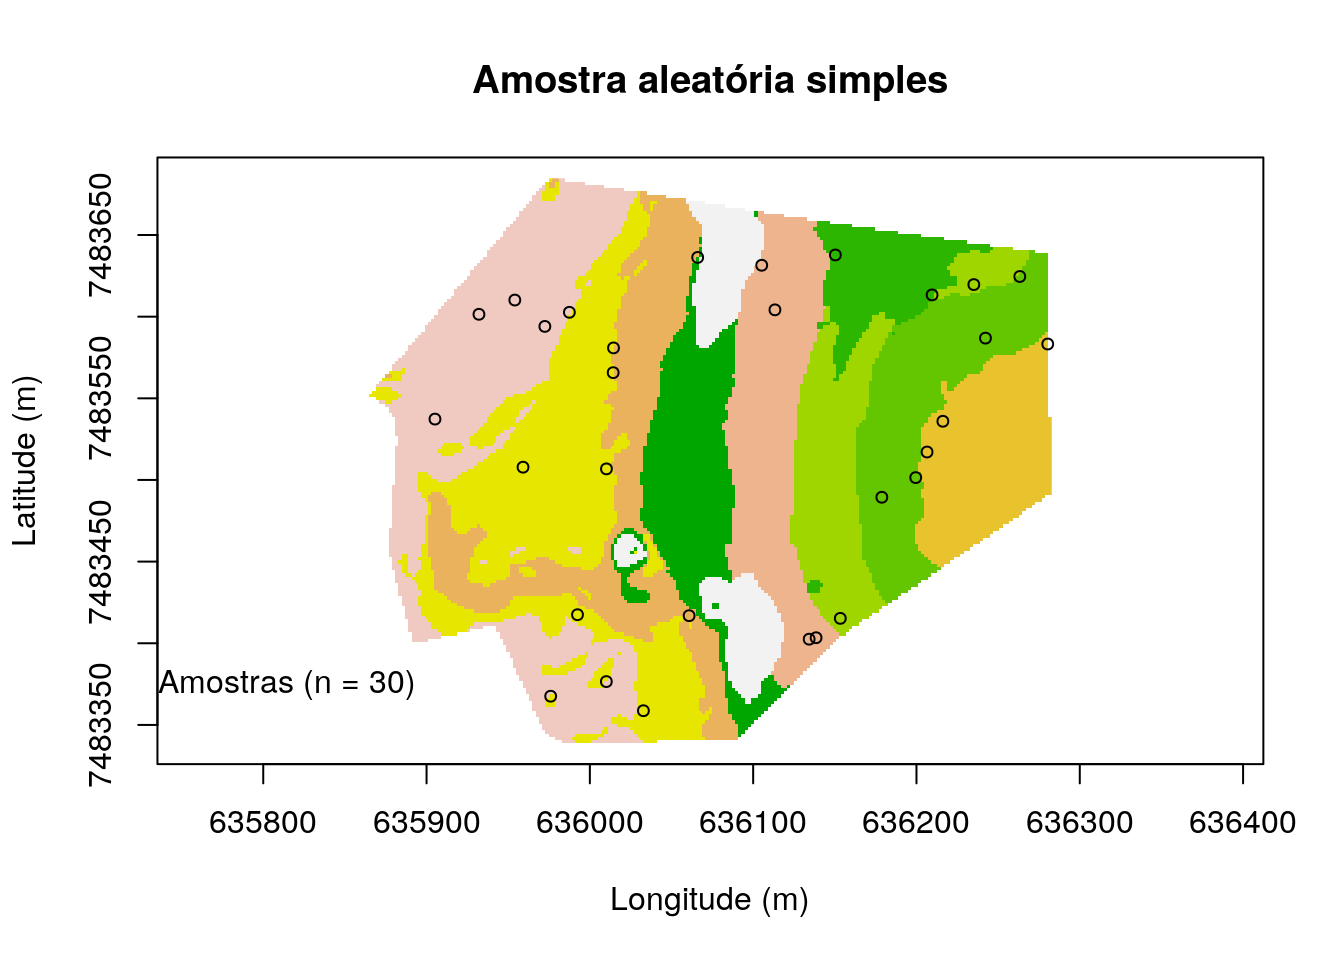 Amostra aleatória simples
Latitude (m)
7483650
7483550
7483450
7483350
Amostras (n = 30)
635800 635900 636000 636100 636200 636300 636400
Longitude (m)